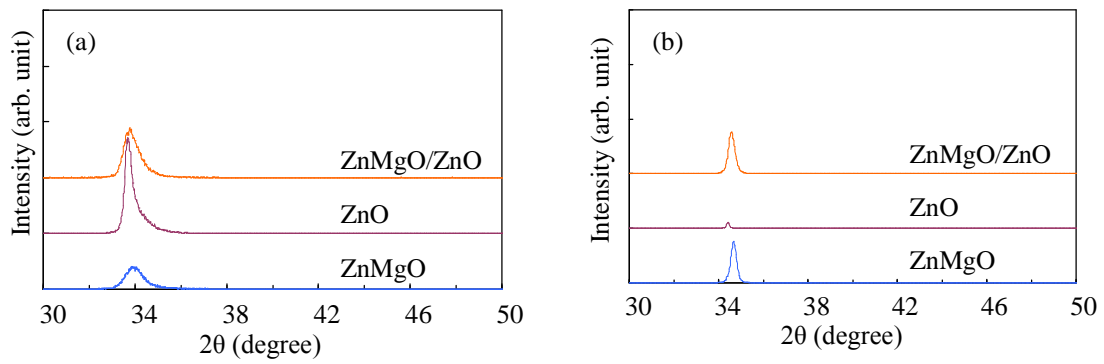 (a)
Intensity (arb. unit)
ZnMgO/ZnO
ZnO
ZnMgO
30 34 38 42 46 50
2θ (degree)
(b)
Intensity (arb. unit)
ZnMgO/ZnO
ZnO
ZnMgO
30 34 38 42 46 50
2θ (degree)